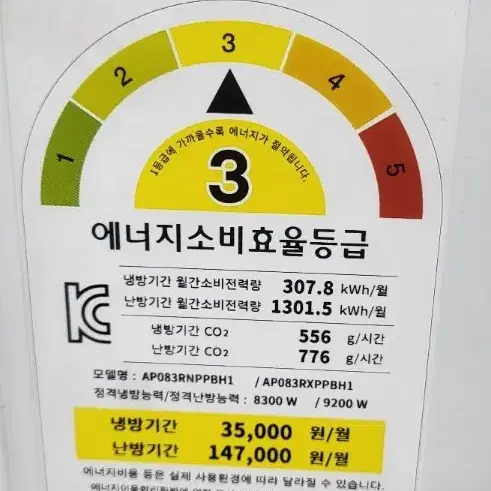 1
2
3
4
5
1등급에 가까울수록 에너지가 절약됩니다.
3
에너지소비효율등급
냉방기간 월간소비전력량 307.8 kWh/월
난방기간 월간소비전력량 1301.5 kWh/월
냉방기간 CO₂ 556 g/시간
난방기간 CO₂ 776 g/시간
모델명 : AP083RNPPBH1 / AP083RXPPBH1
정격냉방능력/정격난방능력 : 8300 W / 9200 W
냉방기간 35,000 원/월
난방기간 147,000 원/월
에너지비용 등은 실제 사용환경에 따라 달라질 수 있습니다.